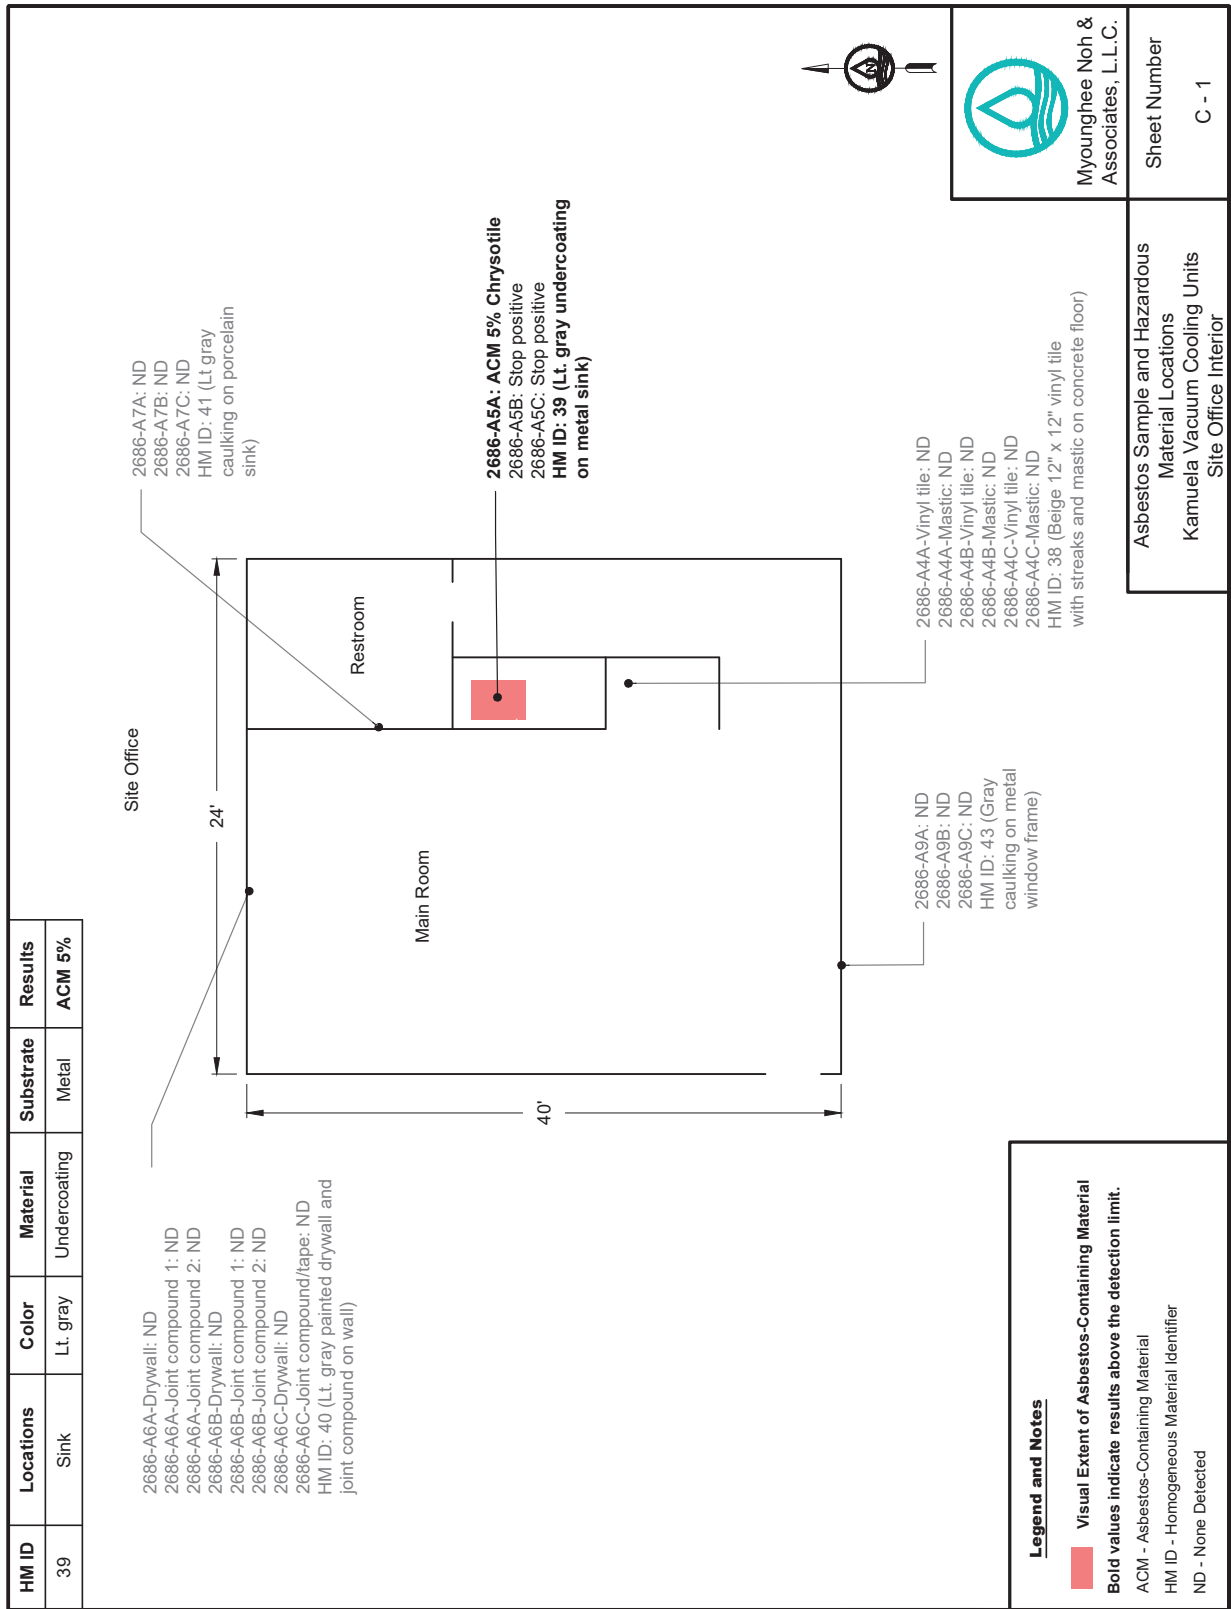 HM ID Locations Color Material Substrate Results
39 Sink Lt. gray Undercoating Metal ACM 5%
Site Office
24'
40'
Main Room
Restroom
N
2686-A6A-Drywall: ND
2686-A6A-Joint compound 1: ND
2686-A6A-Joint compound 2: ND
2686-A6B-Drywall: ND
2686-A6B-Joint compound 1: ND
2686-A6B-Joint compound 2: ND
2686-A6C-Drywall: ND
2686-A6C-Joint compound/tape: ND
HM ID: 40 (Lt. gray painted drywall and
joint compound on wall)
2686-A7A: ND
2686-A7B: ND
2686-A7C: ND
HM ID: 41 (Lt gray
caulking on porcelain
sink)
2686-A5A: ACM 5% Chrysotile
2686-A5B: Stop positive
2686-A5C: Stop positive
HM ID: 39 (Lt. gray undercoating
on metal sink)
2686-A9A: ND
2686-A9B: ND
2686-A9C: ND
HM ID: 43 (Gray
caulking on metal
window frame)
2686-A4A-Vinyl tile: ND
2686-A4A-Mastic: ND
2686-A4B-Vinyl tile: ND
2686-A4B-Mastic: ND
2686-A4C-Vinyl tile: ND
2686-A4C-Mastic: ND
HM ID: 38 (Beige 12" x 12" vinyl tile
with streaks and mastic on concrete floor)
Legend and Notes
Visual Extent of Asbestos-Containing Material
Bold values indicate results above the detection limit.
ACM - Asbestos-Containing Material
HM ID - Homogeneous Material Identifier
ND - None Detected
Asbestos Sample and Hazardous
Material Locations
Kamuela Vacuum Cooling Units
Site Office Interior
Myounghee Noh &
Associates, L.L.C.
Sheet Number
C - 1